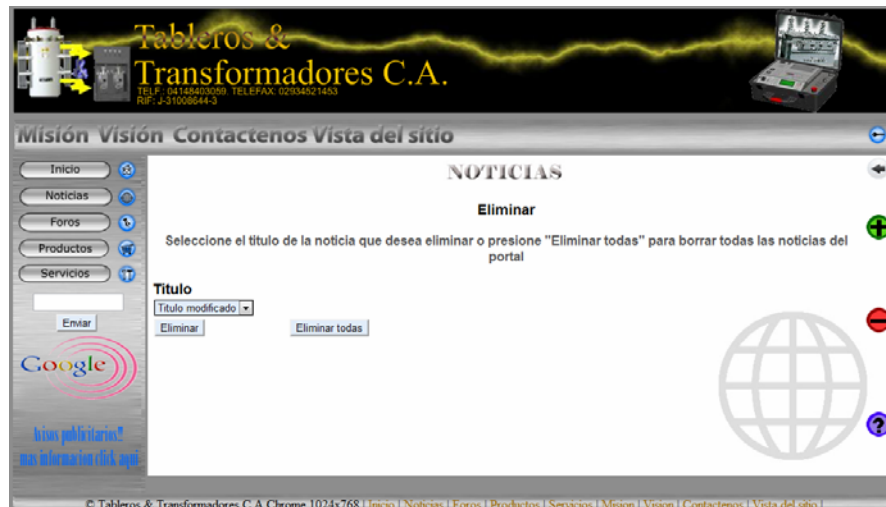 Tableros &
Transformadores C.A.
TELF.: 04148403059. TELEFAX: 02934521453
RIF: J-31008644-3
Misión Visión Contactenos Vista del sitio
Inicio
Noticias
Foros
Productos
Servicios
Enviar
Google
Avisos publicitarios!!
mas informacion click aqui
NOTICIAS
Eliminar
Seleccione el titulo de la noticia que desea eliminar o presione "Eliminar todas" para borrar todas las noticias del
portal
Titulo
Titulo modificado
Eliminar Eliminar todas
© Tableros & Transformadores C.A Chrome 1024x768 | Inicio | Noticias | Foros | Productos | Servicios | Mision | Vision | Contactenos | Vista del sitio |